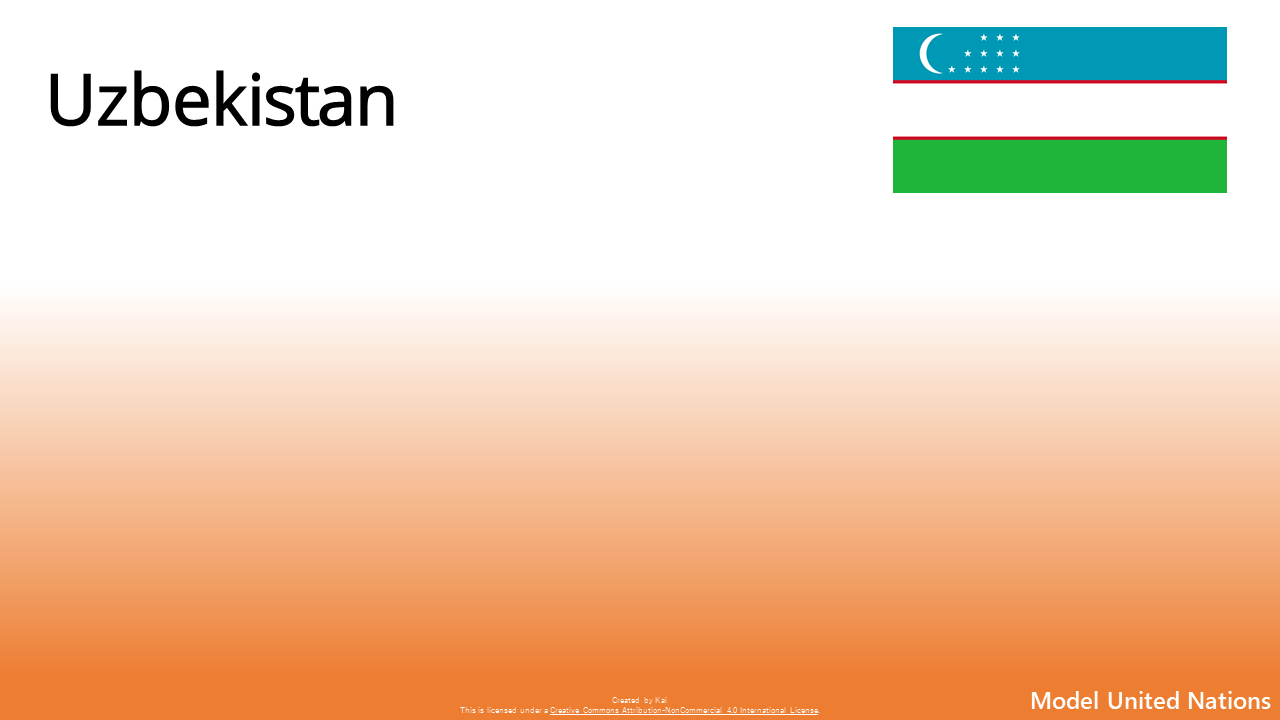 Uzbekistan
Created by Kai
This is licensed under a Creative Commons Attribution-NonCommercial 4.0 International License.
Model United Nations